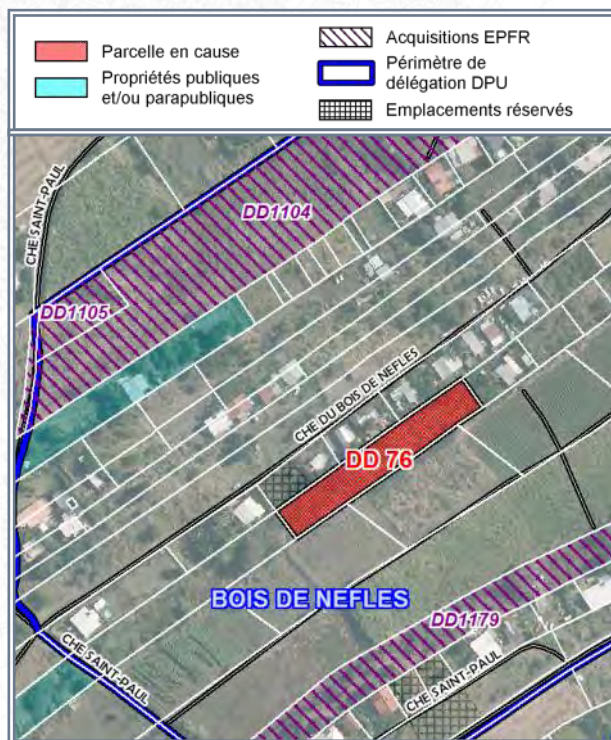 Parcelle en cause
Propriétés publiques
et/ou parapubliques
Acquisitions EPFR
Périmètre de
délégation DPU
Emplacements réservés
CHE SAINT-PAUL
DD1104
DD1105
CHE DU BOIS DE NEFLES
DD 76
BOIS DE NEFLES
DD1179
CHE SAINT-PAUL
CHE SAINT-PAUL